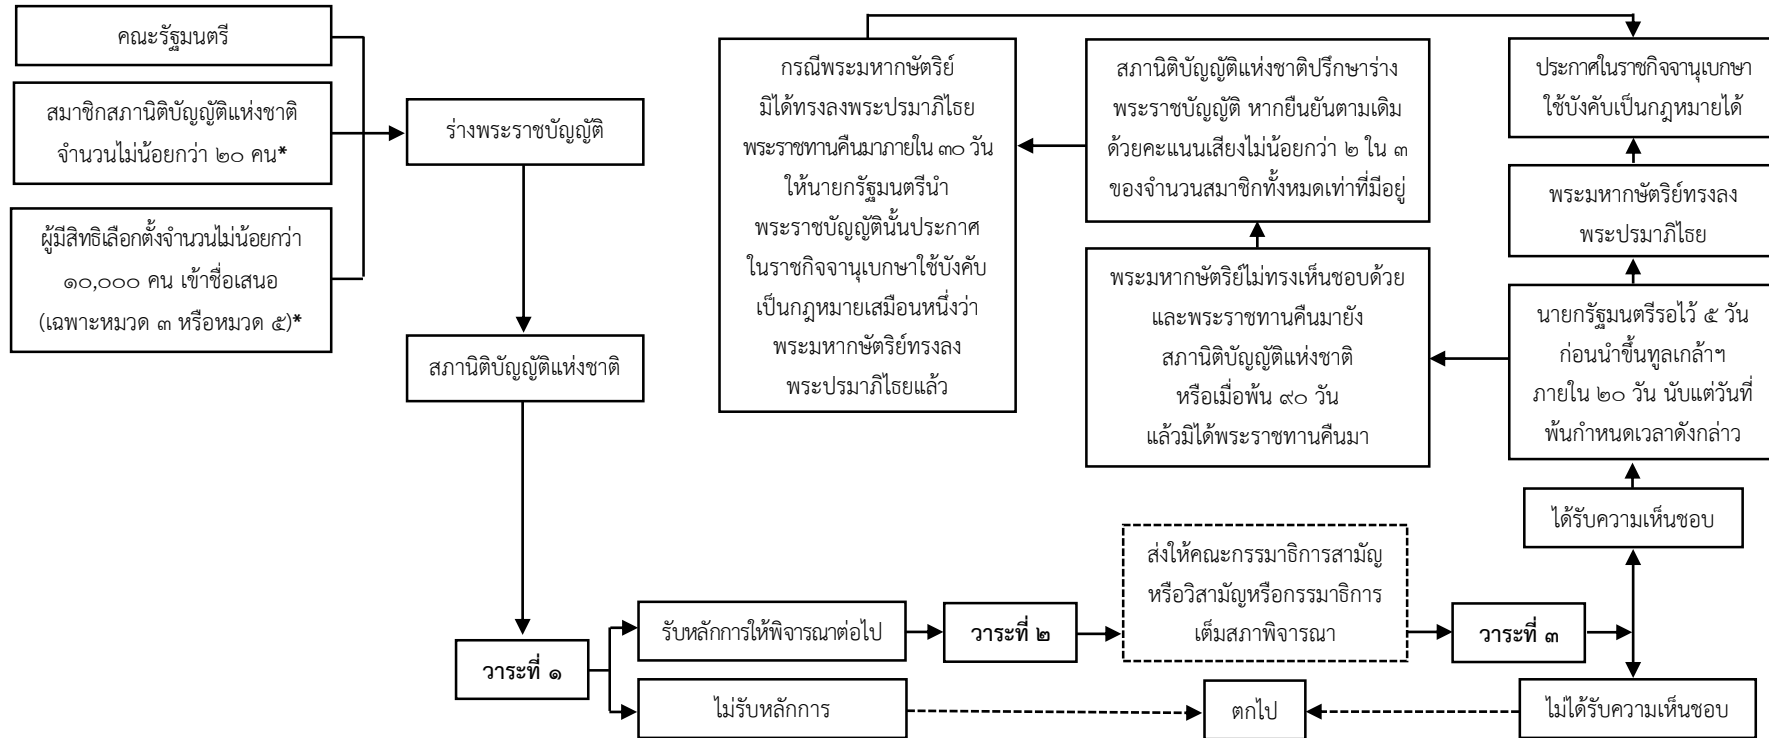 คณะรัฐมนตรี
สมาชิกสภานิติบัญญัติแห่งชาติ
จำนวนไม่น้อยกว่า ๒๐ คน*
ผู้มีสิทธิเลือกตั้งจำนวนไม่น้อยกว่า
๑๐,๐๐๐ คน เข้าชื่อเสนอ
(เฉพาะหมวด ๓ หรือหมวด ๕)*
ร่างพระราชบัญญัติ
สภานิติบัญญัติแห่งชาติ
วาระที่ ๑
รับหลักการให้พิจารณาต่อไป
ไม่รับหลักการ
วาระที่ ๒
ส่งให้คณะกรรมาธิการสามัญ
หรือวิสามัญหรือกรรมาธิการ
เต็มสภาพิจารณา
วาระที่ ๓
ตกไป
ไม่ได้รับความเห็นชอบ
ได้รับความเห็นชอบ
นายกรัฐมนตรีรอไว้ ๕ วัน
ก่อนนำขึ้นทูลเกล้าฯ
ภายใน ๒๐ วัน นับแต่วันที่
พ้นกำหนดเวลาดังกล่าว
พระมหากษัตริย์ทรงลง
พระปรมาภิไธย
ประกาศในราชกิจจานุเบกษา
ใช้บังคับเป็นกฎหมายได้
พระมหากษัตริย์ไม่ทรงเห็นชอบด้วย
และพระราชทานคืนมายัง
สภานิติบัญญัติแห่งชาติ
หรือเมื่อพ้น ๙๐ วัน
แล้วมิได้พระราชทานคืนมา
สภานิติบัญญัติแห่งชาติปรึกษาร่าง
พระราชบัญญัติ หากยืนยันตามเดิม
ด้วยคะแนนเสียงไม่น้อยกว่า ๒ ใน ๓
ของจำนวนสมาชิกทั้งหมดเท่าที่มีอยู่
กรณีพระมหากษัตริย์
มิได้ทรงลงพระปรมาภิไธย
พระราชทานคืนมาภายใน ๓๐ วัน
ให้นายกรัฐมนตรีนำ
พระราชบัญญัตินั้นประกาศ
ในราชกิจจานุเบกษาใช้บังคับ
เป็นกฎหมายเสมือนหนึ่งว่า
พระมหากษัตริย์ทรงลง
พระปรมาภิไธยแล้ว